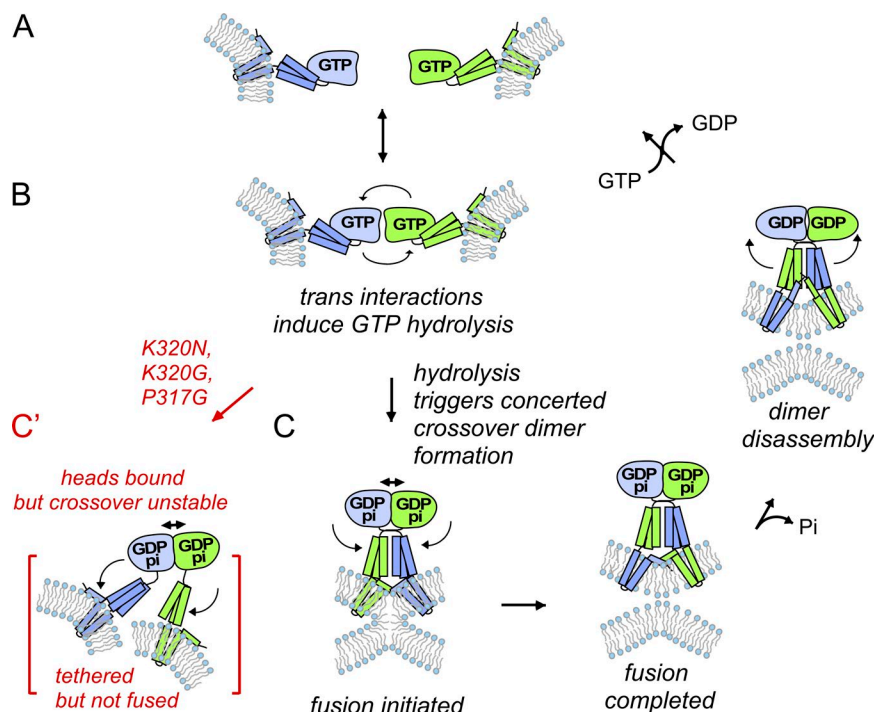 A
GTP
GTP
GDP
GTP
B
GTP
GTP
GDP
GDP
trans interactions
induce GTP hydrolysis
K320N,
K320G,
P317G
hydrolysis
triggers concerted
crossover dimer
formation
dimer
disassembly
C'
C
heads bound
but crossover unstable
GDP
pi
GDP
pi
GDP
pi
GDP
pi
GDP
pi
GDP
pi
Pi
tethered
but not fused
fusion initiated
fusion
completed